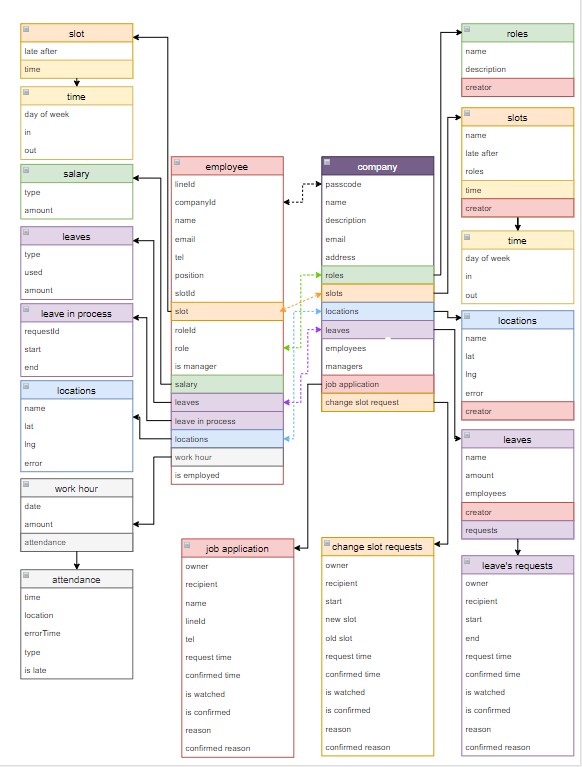 slot
late after
time
time
day of week
in
out
salary
type
amount
leaves
type
used
amount
leave in process
requestId
start
end
locations
name
lat
lng
error
work hour
date
amount
attendance
attendance
time
location
errorTime
type
is late
employee
lineId
companyId
name
email
tel
position
slotId
slot
roleId
role
is manager
salary
leaves
leave in process
locations
work hour
is employed
company
passcode
name
description
email
address
roles
slots
locations
leaves
employees
managers
job application
change slot request
job application
owner
recipient
name
lineId
tel
request time
confirmed time
is watched
is confirmed
reason
confirmed reason
change slot requests
owner
recipient
start
new slot
old slot
request time
confirmed time
is watched
is confirmed
reason
confirmed reason
roles
name
description
creator
slots
name
late after
roles
time
creator
time
day of week
in
out
locations
name
lat
lng
error
creator
leaves
name
amount
employees
creator
requests
leave's requests
owner
recipient
start
end
request time
confirmed time
is watched
is confirmed
reason
confirmed reason